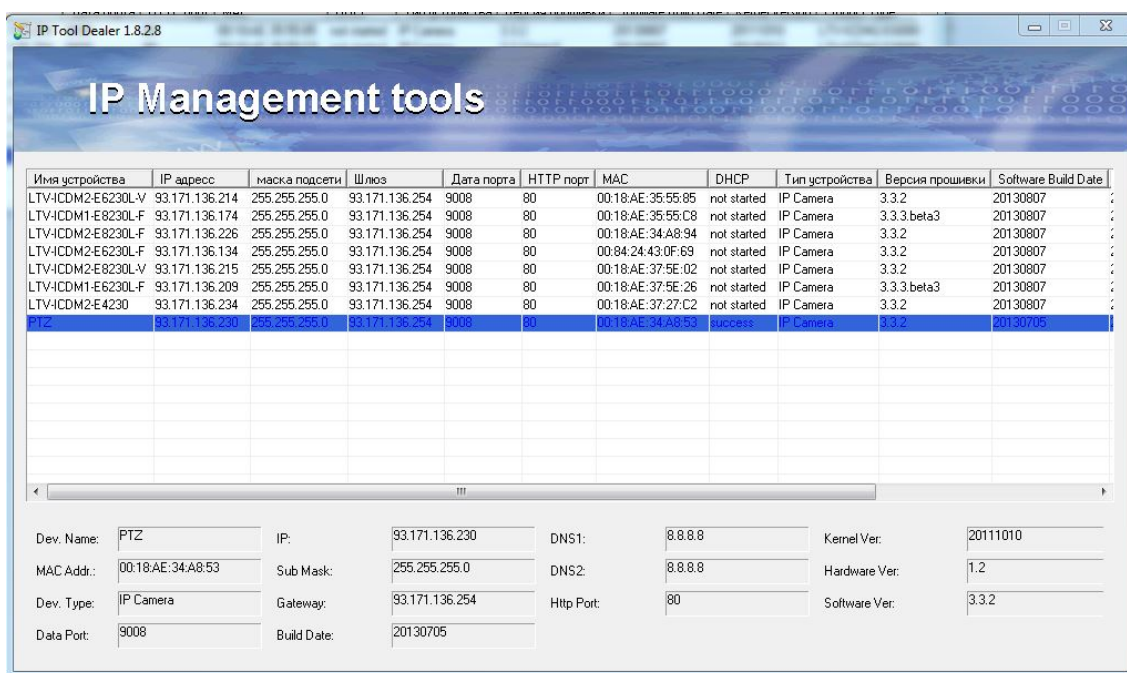 IP Tool Dealer 1.8.2.8
IP Management tools
Имя устройства IP адресс маска подсети Шлюз Дата порта HTTP порт MAC DHCP Тип устройства Версия прошивки Software Build Date
LTV-ICDM2-E6230L-V 93.171.136.214 255.255.255.0 93.171.136.254 9008 80 00:18:AE:35:55:85 not started IP Camera 3.3.2 20130807
LTV-ICDM1-E8230L-F 93.171.136.174 255.255.255.0 93.171.136.254 9008 80 00:18:AE:35:55:C8 not started IP Camera 3.3.3.beta3 20130807
LTV-ICDM2-E8230L-F 93.171.136.226 255.255.255.0 93.171.136.254 9008 80 00:18:AE:34:A8:94 not started IP Camera 3.3.2 20130807
LTV-ICDM2-E6230L-F 93.171.136.134 255.255.255.0 93.171.136.254 9008 80 00:84:24:43:0F:69 not started IP Camera 3.3.2 20130807
LTV-ICDM2-E8230L-V 93.171.136.215 255.255.255.0 93.171.136.254 9008 80 00:18:AE:37:5E:02 not started IP Camera 3.3.2 20130807
LTV-ICDM1-E6230L-F 93.171.136.209 255.255.255.0 93.171.136.254 9008 80 00:18:AE:37:5E:26 not started IP Camera 3.3.3.beta3 20130807
LTV-ICDM2-E4230 93.171.136.234 255.255.255.0 93.171.136.254 9008 80 00:18:AE:37:27:C2 not started IP Camera 3.3.2 20130807
PTZ 93.171.136.230 255.255.255.0 93.171.136.254 9008 80 00:18:AE:34:A8:53 success IP Camera 3.3.2 20130705
Dev. Name: PTZ IP: 93.171.136.230 DNS1: 8.8.8.8 Kernel Ver: 20111010
MAC Addr.: 00:18:AE:34:A8:53 Sub Mask: 255.255.255.0 DNS2: 8.8.8.8 Hardware Ver: 1.2
Dev. Type: IP Camera Gateway: 93.171.136.254 Http Port: 80 Software Ver: 3.3.2
Data Port: 9008 Build Date: 20130705